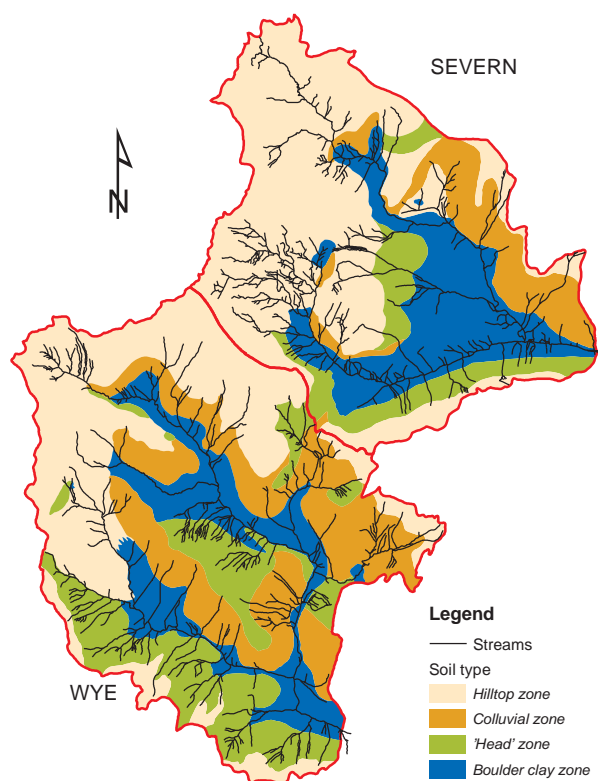 SEVERN
N
WYE
Legend
Streams
Soil type
Hilltop zone
Colluvial zone
'Head' zone
Boulder clay zone